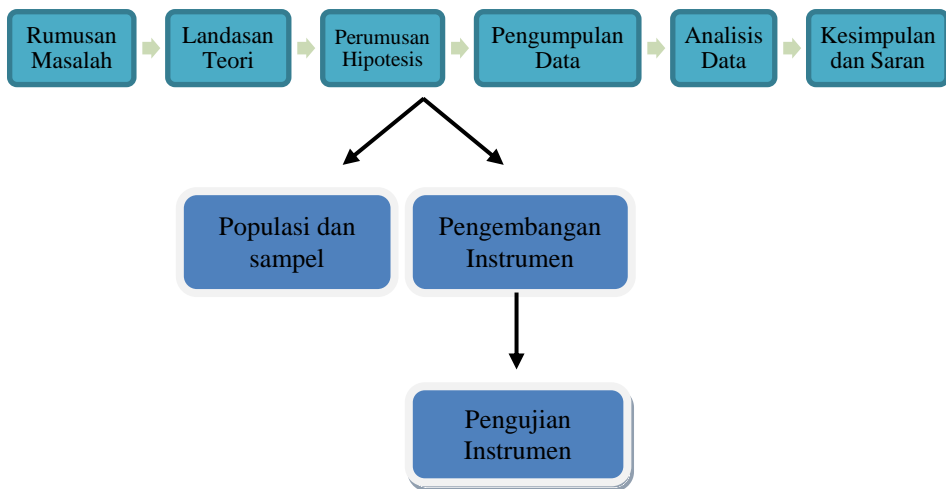 Rumusan
Masalah
Landasan
Teori
Perumusan
Hipotesis
Pengumpulan
Data
Analisis
Data
Kesimpulan
dan Saran
Populasi dan
sampel
Pengembangan
Instrumen
Pengujian
Instrumen